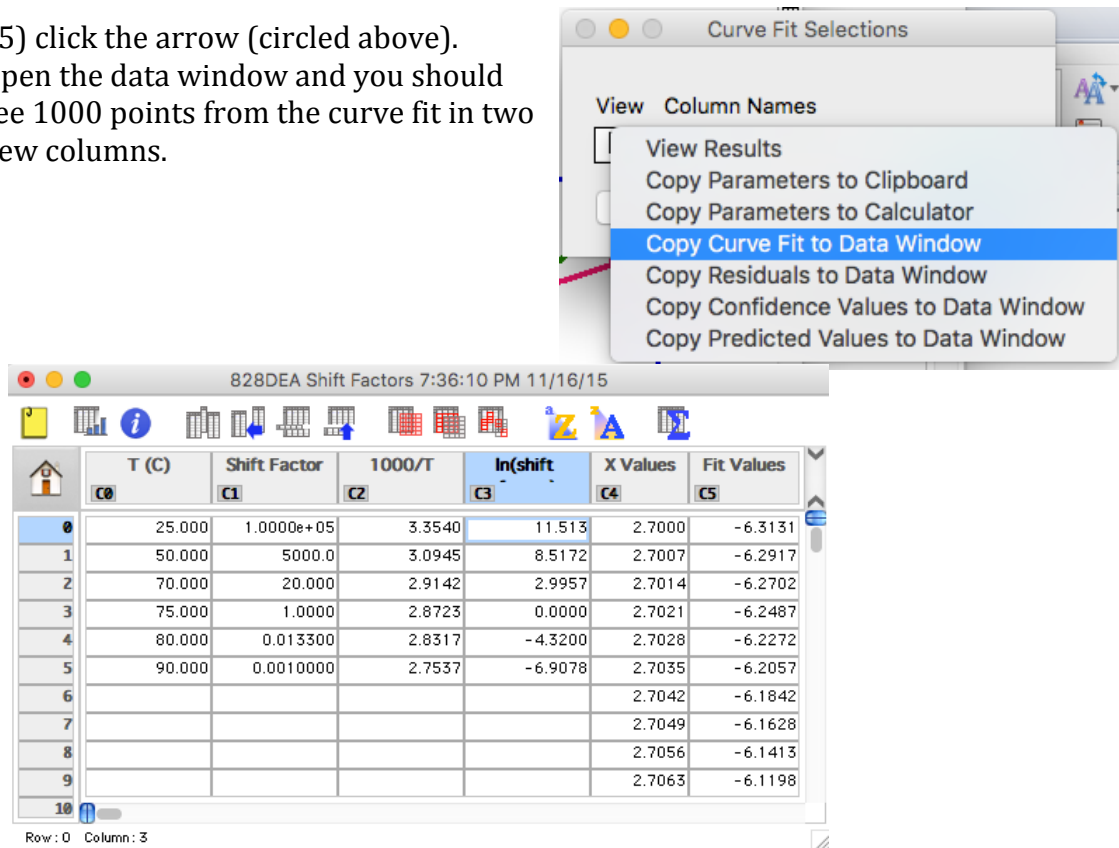 5) click the arrow (circled above).
pen the data window and you should
ee 1000 points from the curve fit in two
ew columns.
Curve Fit Selections
View Column Names
View Results
Copy Parameters to Clipboard
Copy Parameters to Calculator
Copy Curve Fit to Data Window
Copy Residuals to Data Window
Copy Confidence Values to Data Window
Copy Predicted Values to Data Window
828DEA Shift Factors 7:36:10 PM 11/16/15
T (C) Shift Factor 1000/T ln(shift X Values Fit Values
C0 C1 C2 C3 C4 C5
0 25.000 1.0000e+05 3.3540 11.513 2.7000 -6.3131
1 50.000 5000.0 3.0945 8.5172 2.7007 -6.2917
2 70.000 20.000 2.9142 2.9957 2.7014 -6.2702
3 75.000 1.0000 2.8723 0.0000 2.7021 -6.2487
4 80.000 0.013300 2.8317 -4.3200 2.7028 -6.2272
5 90.000 0.0010000 2.7537 -6.9078 2.7035 -6.2057
6 2.7042 -6.1842
7 2.7049 -6.1628
8 2.7056 -6.1413
9 2.7063 -6.1198
10
Row: 0 Column: 3